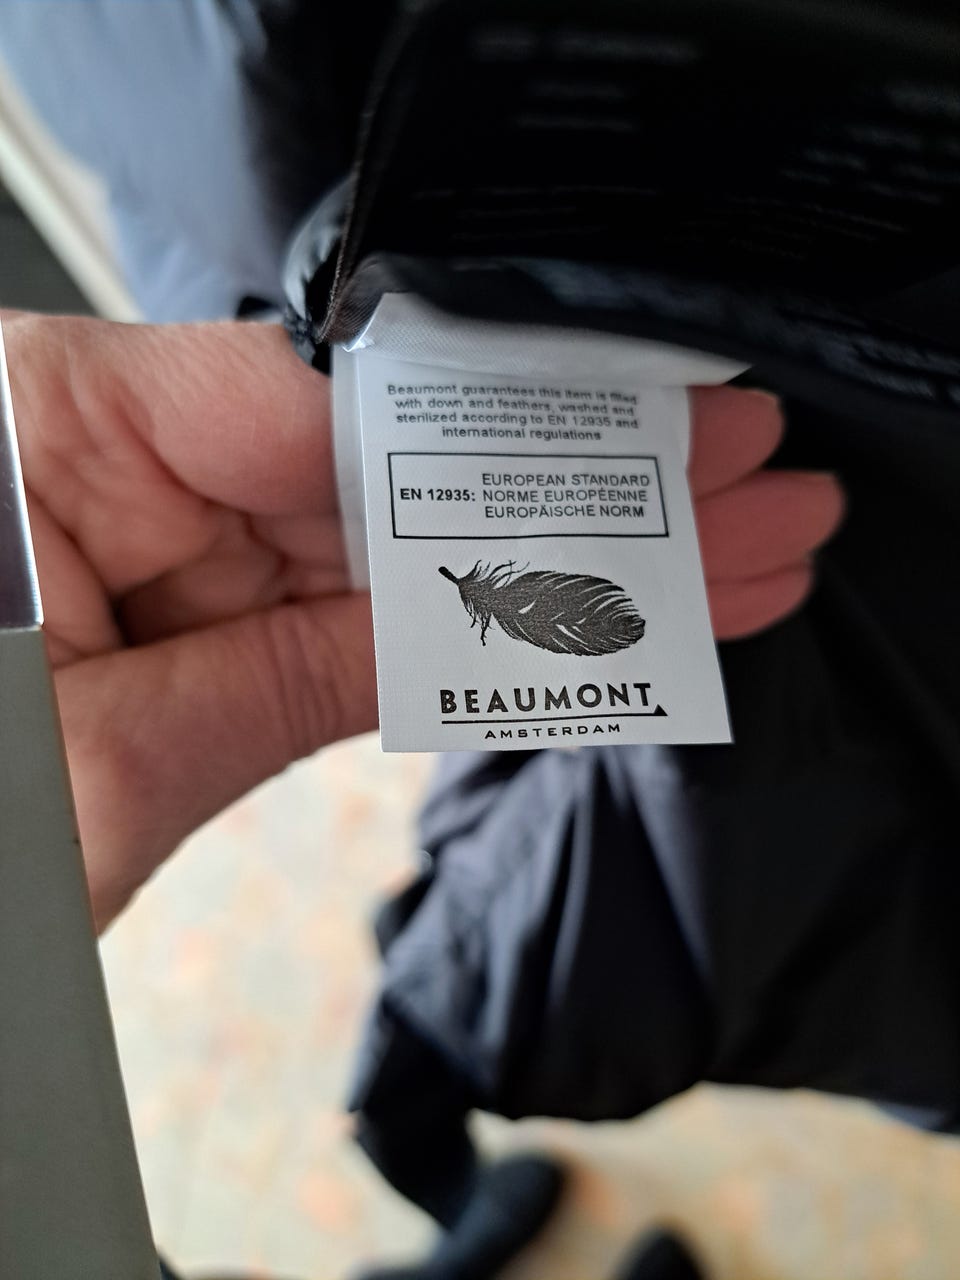 Beaumont guarantees this item is filled
with down and feathers, washed and
sterilized according to EN 12935 and
international regulations
EN 12935:
EUROPEAN STANDARD
NORME EUROPÉENNE
EUROPÄISCHE NORM
BEAUMONT
AMSTERDAM